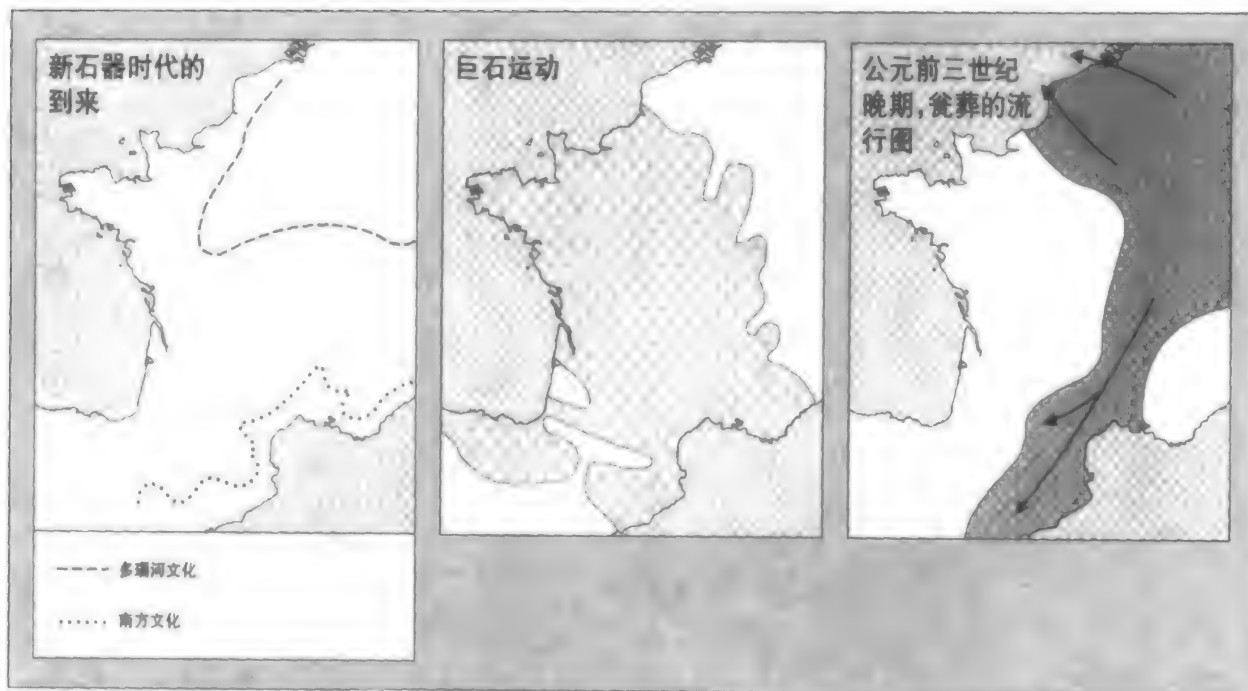 新石器时代的
到来
巨石运动
公元前三世纪
晚期,瓮葬的流
行图
多瑙河文化
南方文化